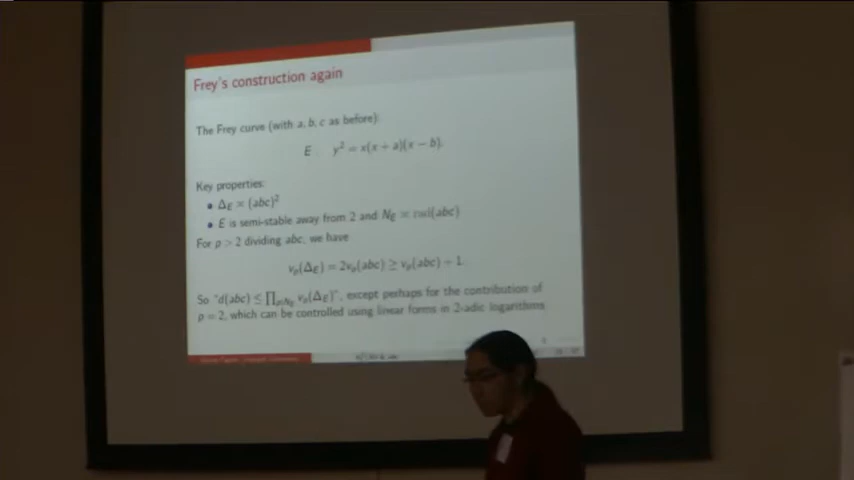 Frey's construction again
The Frey curve (with a, b, c as before):
E : y² = x(x + a)(x − b).
Key properties:
• Δ_E ≍ (abc)²
• E is semi-stable away from 2 and N_E ≍ rad(abc)
For p > 2 dividing abc, we have
v_p(Δ_E) = 2v_p(abc) ≥ v_p(abc) + 1.
So "d(abc) ≤ ∏_{p|N_E} v_p(Δ_E)", except perhaps for the contribution of
p = 2, which can be controlled using linear forms in 2-adic logarithms